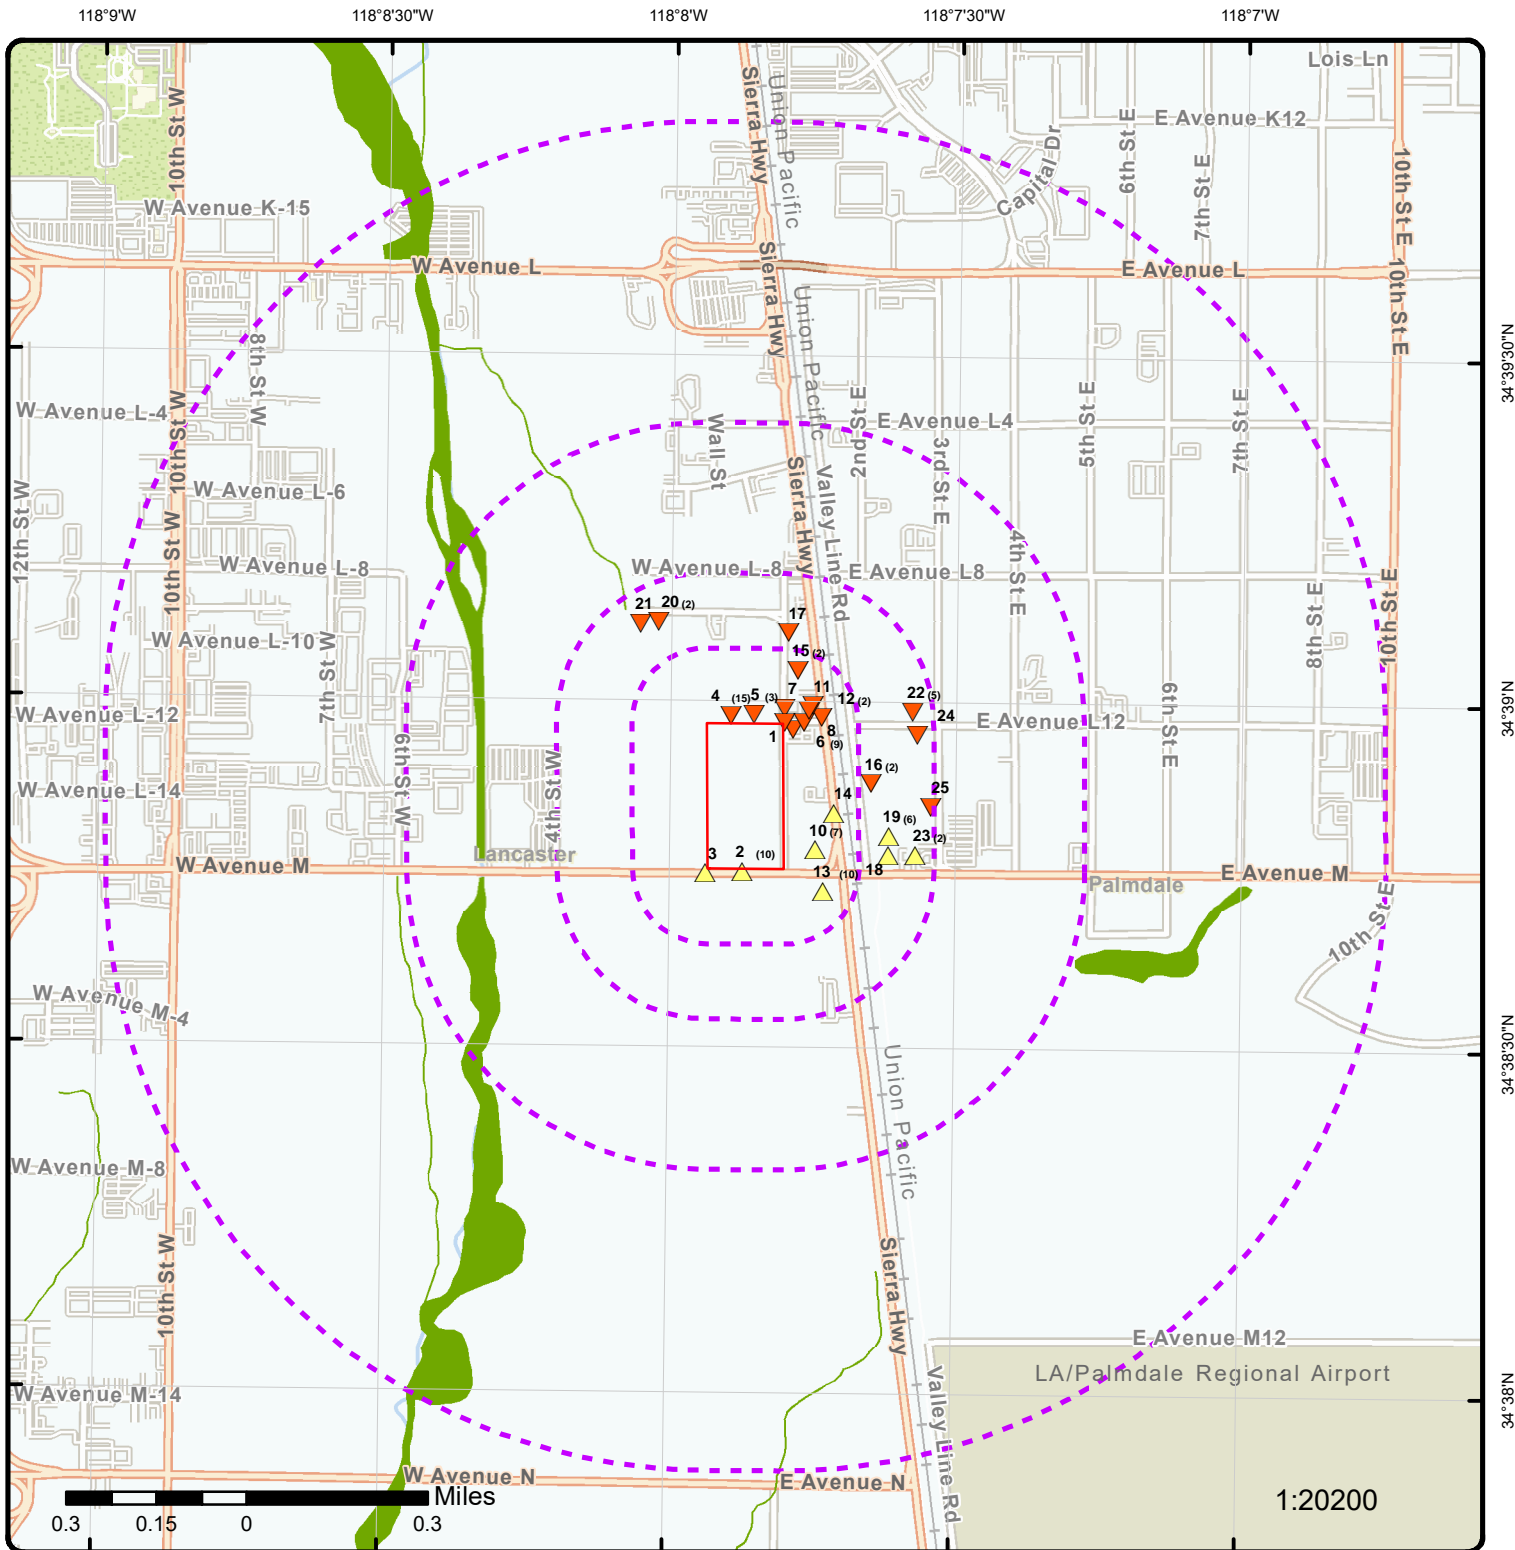 118°9'W 118°8'30"W 118°8'W 118°7'30"W 118°7'W
Lois Ln
Sierra Hwy
Union Pacific
10th St W
E Avenue K12
6th St E
7th St E
Capital Dr
10th St E
W Avenue K-15
W Avenue L
E Avenue L
Sierra Hwy
Union Pacific
10th St E
8th St W
34°39'30"N
W Avenue L-4
10th St W
Wall St
2nd St E
E Avenue L4
3rd St E
5th St E
7th St E
12th St W
W Avenue L-6
10th St W
Sierra Hwy
Valley Line Rd
4th St E
W Avenue L-8
W Avenue L-8
E Avenue L8
8th St E
10th St E
21 20 (2)
17
W Avenue L-10
7th St W
15 (2)
4 (15) 5 (3) 7 11 12 (2)
22 (5)
24
W Avenue L-12
E Avenue L12
9th St E
34°39'N
1 6 (9) 8
6th St W
4th St W
16 (2)
W Avenue L-14
14
25
10 (7)
19 (6)
23 (2)
Lancaster
W Avenue M
3 2 (10)
13 (10) 18
E Avenue M
Palmdale
10th St E
W Avenue M-4
34°38'30"N
Union Pacific
W Avenue M-8
10th St W
Sierra Hwy
E Avenue M12
LA/Palmdale Regional Airport
W Avenue M-14
Valley Line Rd
34°38'N
W Avenue N
E Avenue N
Miles
0.3 0.15 0 0.3
1:20200